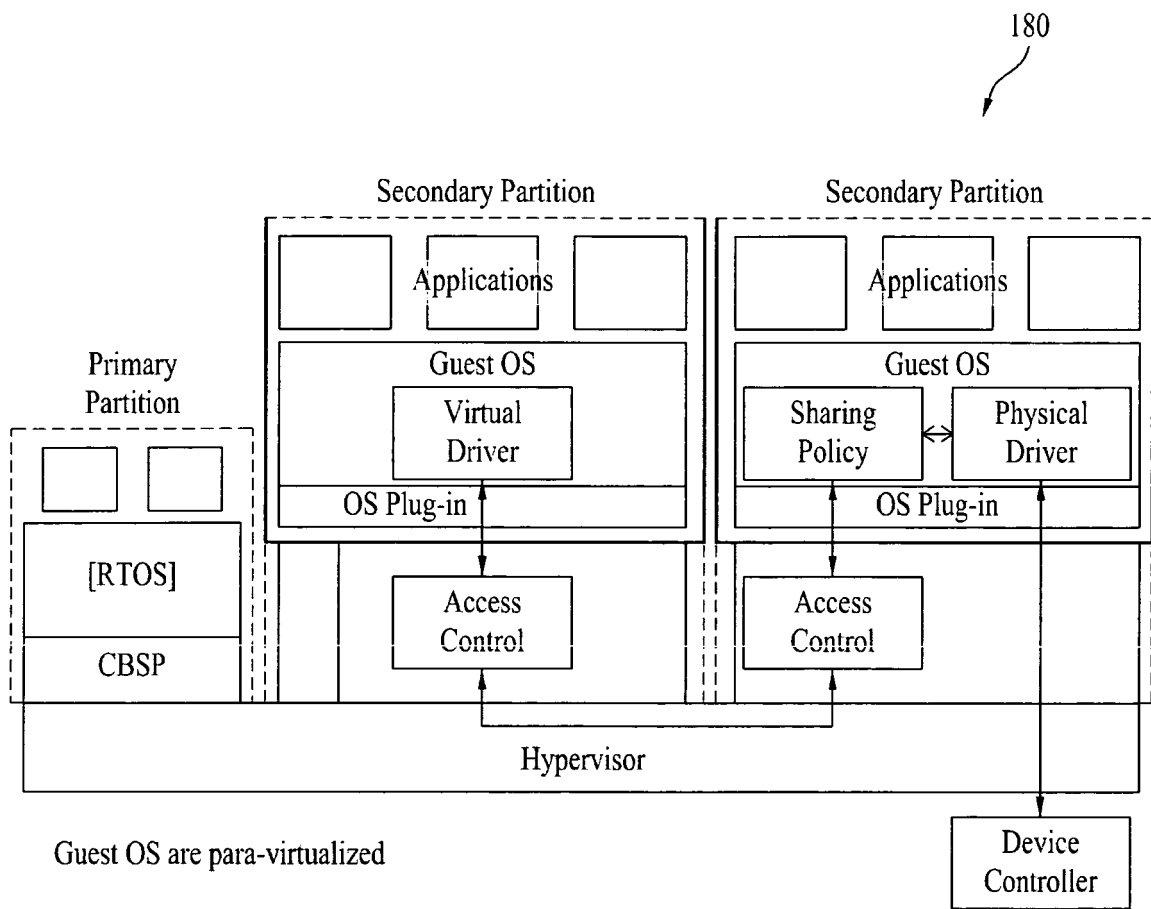 180
Secondary Partition
Secondary Partition
Applications
Applications
Primary
Partition
Guest OS
Virtual
Driver
OS Plug-in
Guest OS
Sharing
Policy
Physical
Driver
OS Plug-in
[RTOS]
CBSP
Access
Control
Access
Control
Hypervisor
Guest OS are para-virtualized
Device
Controller